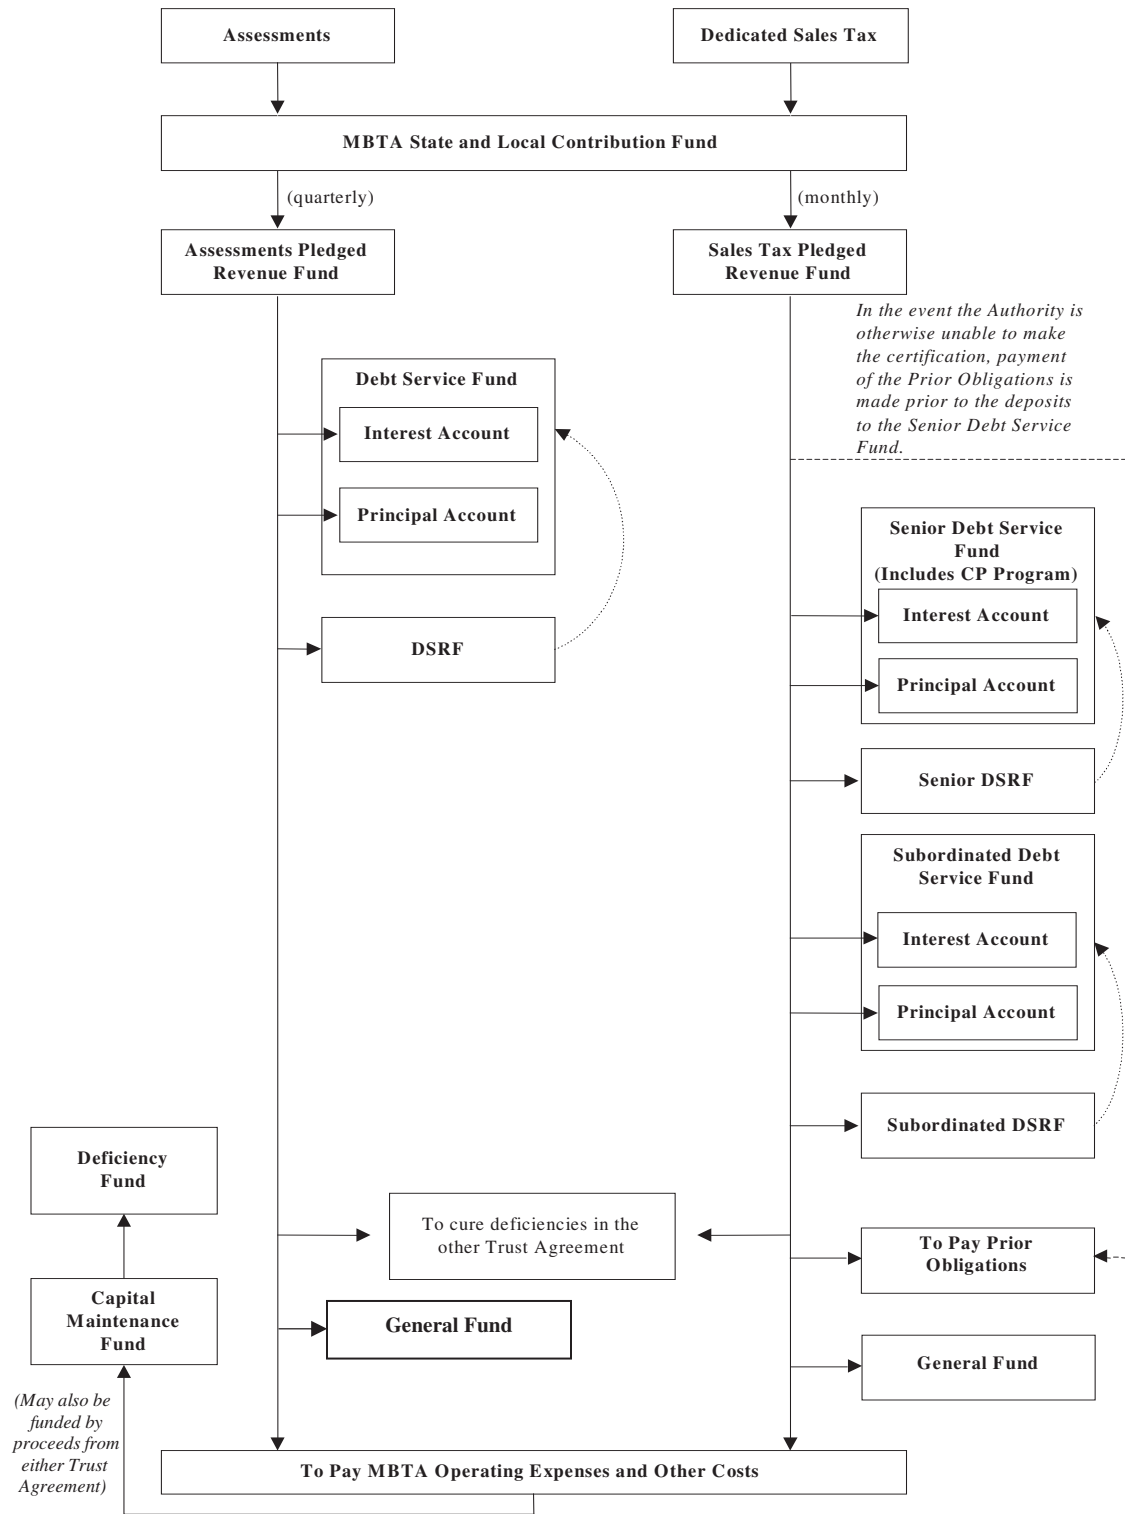 Assessments
Dedicated Sales Tax
MBTA State and Local Contribution Fund
(quarterly)
(monthly)
Assessments Pledged
Revenue Fund
Sales Tax Pledged
Revenue Fund
In the event the Authority is
otherwise unable to make
the certification, payment
of the Prior Obligations is
made prior to the deposits
to the Senior Debt Service
Fund.
Debt Service Fund
Interest Account
Principal Account
DSRF
Senior Debt Service
Fund
(Includes CP Program)
Interest Account
Principal Account
Senior DSRF
Subordinated Debt
Service Fund
Interest Account
Principal Account
Subordinated DSRF
Deficiency
Fund
To cure deficiencies in the
other Trust Agreement
To Pay Prior
Obligations
Capital
Maintenance
Fund
General Fund
General Fund
(May also be
funded by
proceeds from
either Trust
Agreement)
To Pay MBTA Operating Expenses and Other Costs